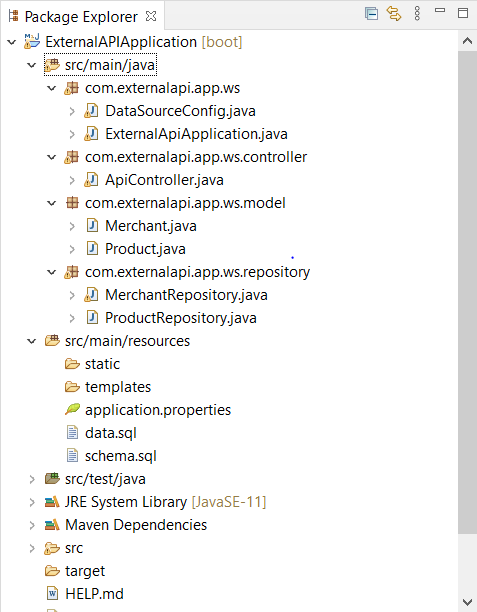 Package Explorer
ExternalAPIApplication [boot]
src/main/java
com.externalapi.app.ws
DataSourceConfig.java
ExternalApiApplication.java
com.externalapi.app.ws.controller
ApiController.java
com.externalapi.app.ws.model
Merchant.java
Product.java
com.externalapi.app.ws.repository
MerchantRepository.java
ProductRepository.java
src/main/resources
static
templates
application.properties
data.sql
schema.sql
src/test/java
JRE System Library [JavaSE-11]
Maven Dependencies
src
target
HELP.md